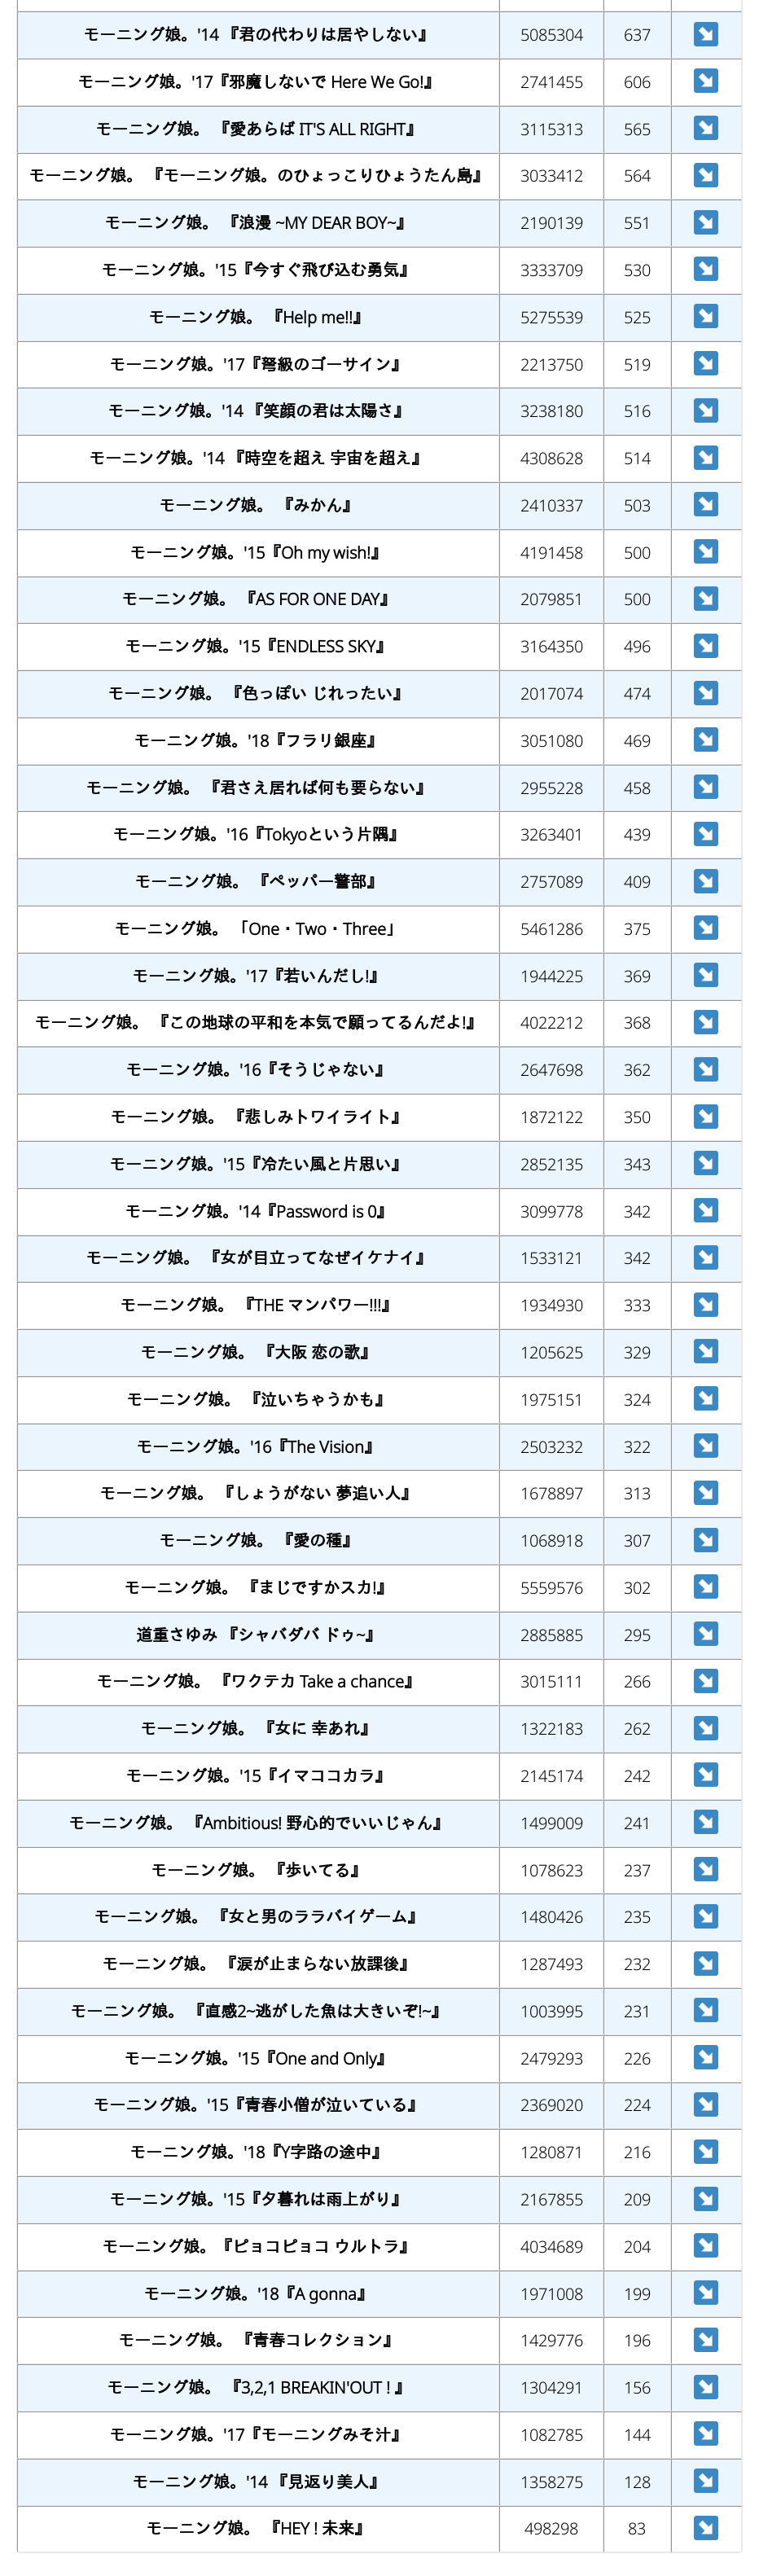 モーニング娘。'14 『君の代わりは居やしない』 5085304 637
モーニング娘。'17『邪魔しないで Here We Go!』 2741455 606
モーニング娘。 『愛あらば IT'S ALL RIGHT』 3115313 565
モーニング娘。 『モーニング娘。のひょっこりひょうたん島』 3033412 564
モーニング娘。 『浪漫 ~MY DEAR BOY~』 2190139 551
モーニング娘。'15『今すぐ飛び込む勇気』 3333709 530
モーニング娘。 『Help me!!』 5275539 525
モーニング娘。'17『弩級のゴーサイン』 2213750 519
モーニング娘。'14 『笑顔の君は太陽さ』 3238180 516
モーニング娘。'14 『時空を超え 宇宙を超え』 4308628 514
モーニング娘。 『みかん』 2410337 503
モーニング娘。'15『Oh my wish!』 4191458 500
モーニング娘。 『AS FOR ONE DAY』 2079851 500
モーニング娘。'15『ENDLESS SKY』 3164350 496
モーニング娘。 『色っぽい じれったい』 2017074 474
モーニング娘。'18『フラリ銀座』 3051080 469
モーニング娘。 『君さえ居れば何も要らない』 2955228 458
モーニング娘。'16『Tokyoという片隅』 3263401 439
モーニング娘。 『ペッパー警部』 2757089 409
モーニング娘。 「One・Two・Three」 5461286 375
モーニング娘。'17『若いんだし!』 1944225 369
モーニング娘。 『この地球の平和を本気で願ってるんだよ!』 4022212 368
モーニング娘。'16『そうじゃない』 2647698 362
モーニング娘。 『悲しみトワイライト』 1872122 350
モーニング娘。'15『冷たい風と片思い』 2852135 343
モーニング娘。'14『Password is 0』 3099778 342
モーニング娘。 『女が目立ってなぜイケナイ』 1533121 342
モーニング娘。 『THE マンパワー!!!』 1934930 333
モーニング娘。 『大阪 恋の歌』 1205625 329
モーニング娘。 『泣いちゃうかも』 1975151 324
モーニング娘。'16『The Vision』 2503232 322
モーニング娘。 『しょうがない 夢追い人』 1678897 313
モーニング娘。 『愛の種』 1068918 307
モーニング娘。 『まじですかスカ!』 5559576 302
道重さゆみ 『シャバダバ ドゥ~』 2885885 295
モーニング娘。 『ワクテカ Take a chance』 3015111 266
モーニング娘。 『女に 幸あれ』 1322183 262
モーニング娘。'15『イマココカラ』 2145174 242
モーニング娘。 『Ambitious! 野心的でいいじゃん』 1499009 241
モーニング娘。 『歩いてる』 1078623 237
モーニング娘。 『女と男のララバイゲーム』 1480426 235
モーニング娘。 『涙が止まらない放課後』 1287493 232
モーニング娘。 『直感2~逃がした魚は大きいぞ!~』 1003995 231
モーニング娘。'15『One and Only』 2479293 226
モーニング娘。'15『青春小僧が泣いている』 2369020 224
モーニング娘。'18『Y字路の途中』 1280871 216
モーニング娘。'15『夕暮れは雨上がり』 2167855 209
モーニング娘。『ピョコピョコ ウルトラ』 4034689 204
モーニング娘。'18『A gonna』 1971008 199
モーニング娘。 『青春コレクション』 1429776 196
モーニング娘。 『3,2,1 BREAKIN'OUT ! 』 1304291 156
モーニング娘。'17『モーニングみそ汁』 1082785 144
モーニング娘。'14 『見返り美人』 1358275 128
モーニング娘。 『HEY ! 未来』 498298 83